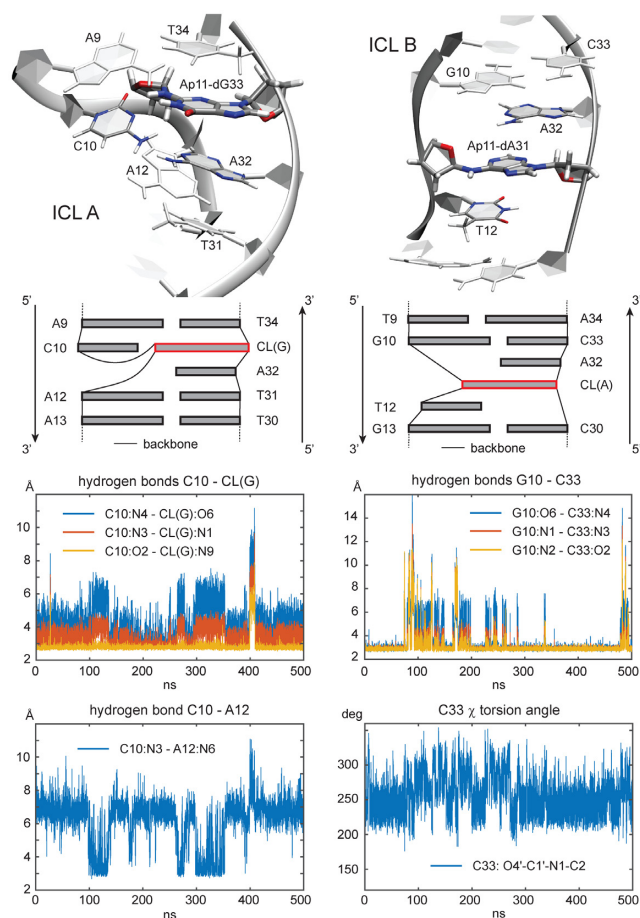 A9
T34
Ap11-dG33
C10
A12
A32
T31
ICL A
ICL B
C33
G10
A32
Ap11-dA31
T12
5'
3'
A9
T34
C10
CL(G)
A32
A12
T31
A13
T30
3'
5'
backbone
5'
3'
T9
A34
G10
C33
A32
CL(A)
T12
G13
C30
3'
5'
backbone
hydrogen bonds C10 - CL(G)
Å
C10:N4 - CL(G):O6
C10:N3 - CL(G):N1
C10:O2 - CL(G):N9
10
8
6
4
2
0
100
200
300
400
500
ns
hydrogen bonds G10 - C33
Å
G10:O6 - C33:N4
G10:N1 - C33:N3
G10:N2 - C33:O2
14
12
10
8
6
4
2
0
100
200
300
400
500
ns
hydrogen bond C10 - A12
Å
C10:N3 - A12:N6
12
10
8
6
4
2
0
100
200
300
400
500
ns
C33 χ torsion angle
deg
300
250
200
150
C33: O4'-C1'-N1-C2
0
100
200
300
400
500
ns